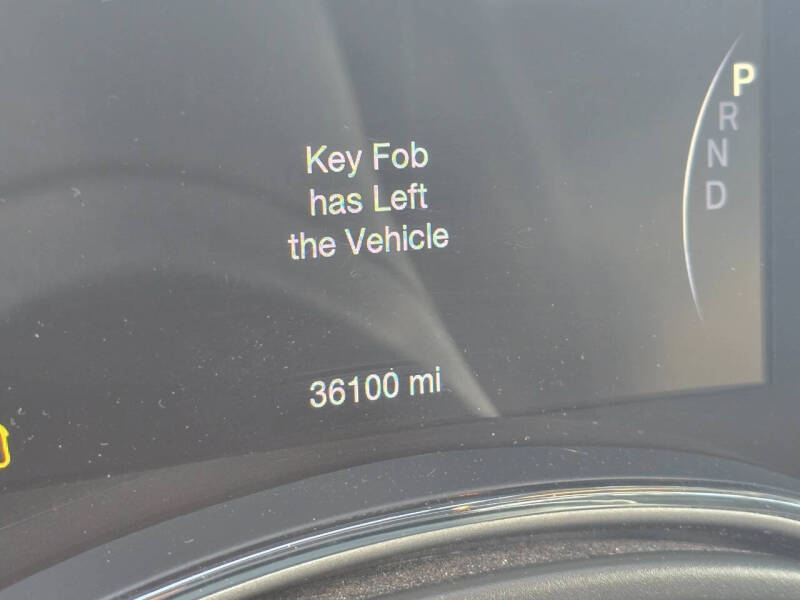 P
R
N
D
Key Fob
has Left
the Vehicle
36100 mi